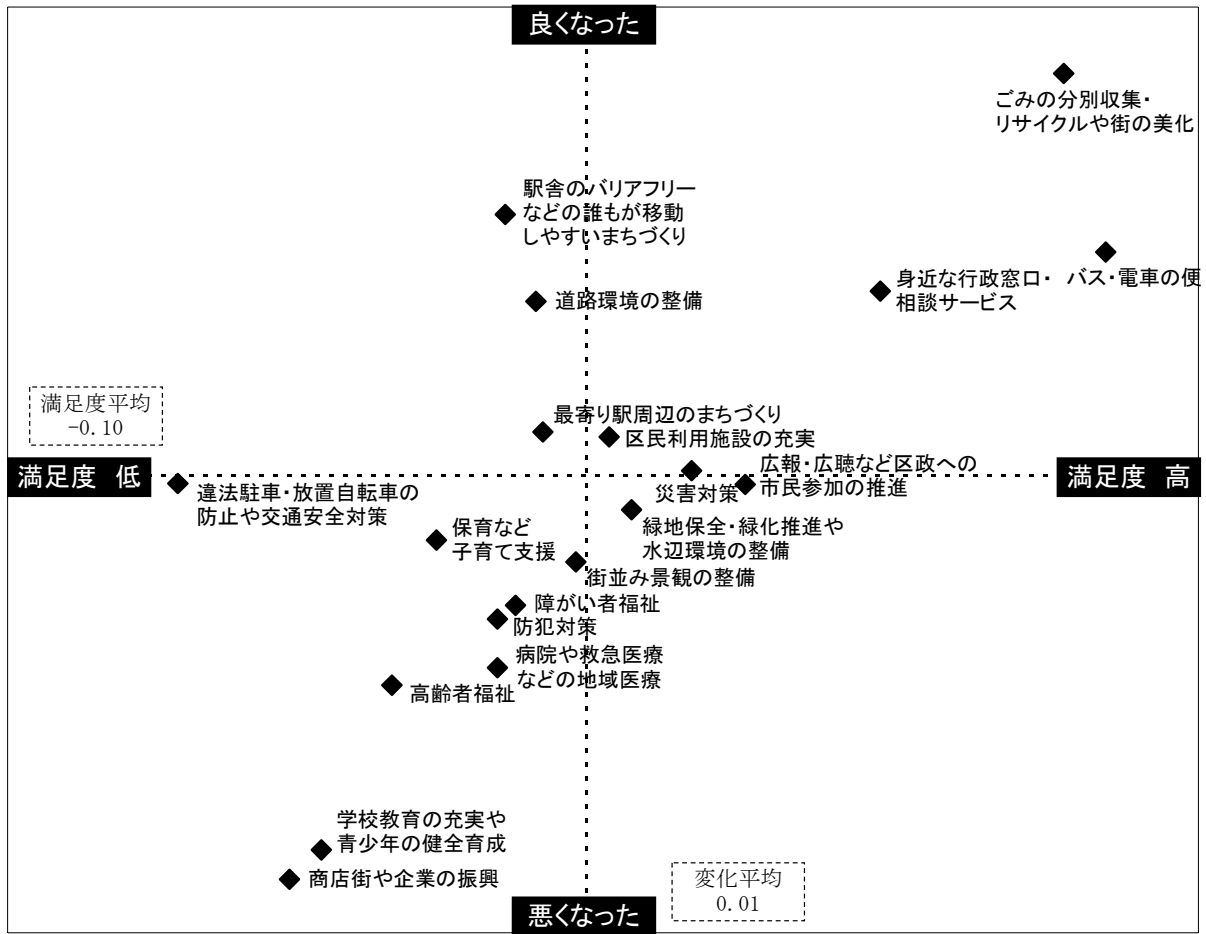 良くなった
ごみの分別収集・
リサイクルや街の美化
駅舎のバリアフリー
などの誰もが移動
しやすいまちづくり
身近な行政窓口・
相談サービス
バス・電車の便
道路環境の整備
満足度平均
-0.10
最寄り駅周辺のまちづくり
区民利用施設の充実
満足度 低
満足度 高
広報・広聴など区政への
市民参加の推進
災害対策
違法駐車・放置自転車の
防止や交通安全対策
保育など
子育て支援
緑地保全・緑化推進や
水辺環境の整備
街並み景観の整備
障がい者福祉
防犯対策
病院や救急医療
などの地域医療
高齢者福祉
学校教育の充実や
青少年の健全育成
商店街や企業の振興
変化平均
0.01
悪くなった